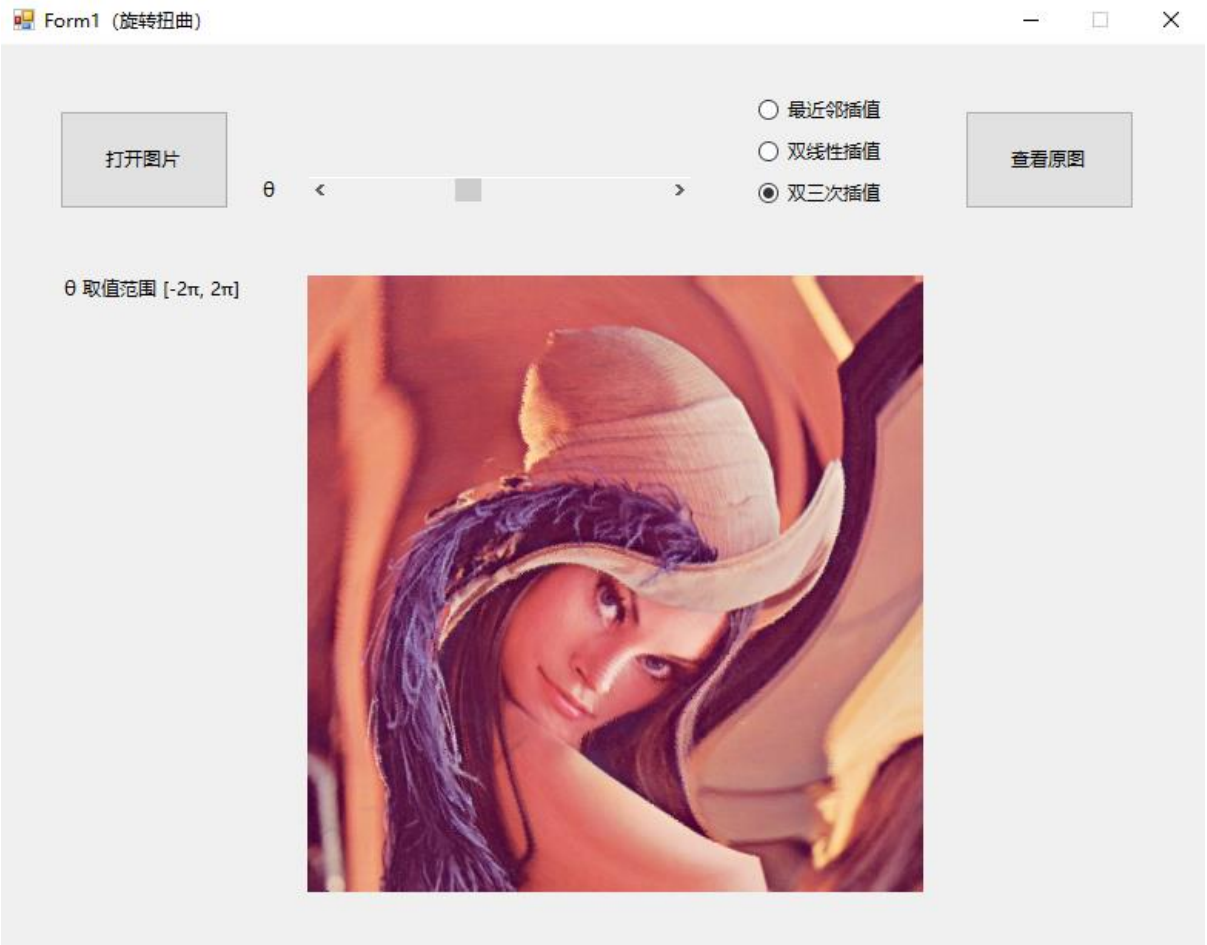 Form1（旋转扭曲）
打开图片
θ
最近邻插值
双线性插值
双三次插值
查看原图
θ 取值范围 [-2π, 2π]